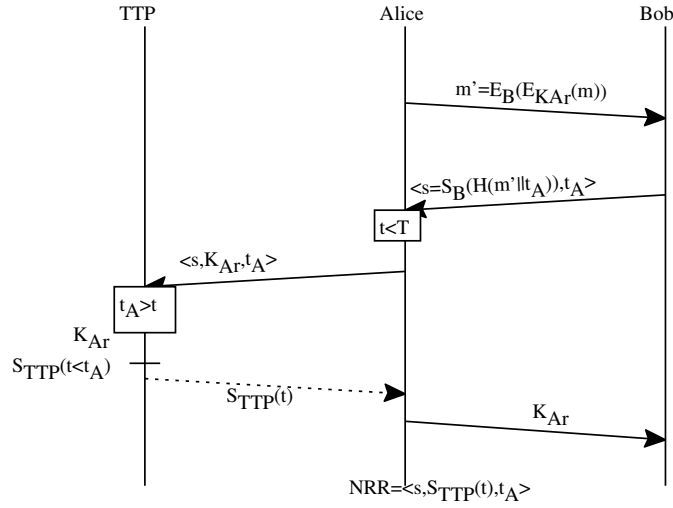 TTP Alice Bob
m'=E_B(E_KAr(m))
<s=S_B(H(m'||t_A)),t_A>
t<T
<s,K_Ar,t_A>
t_A>t
K_Ar
S_TTP(t<t_A)
S_TTP(t)
K_Ar
NRR=<s,S_TTP(t),t_A>